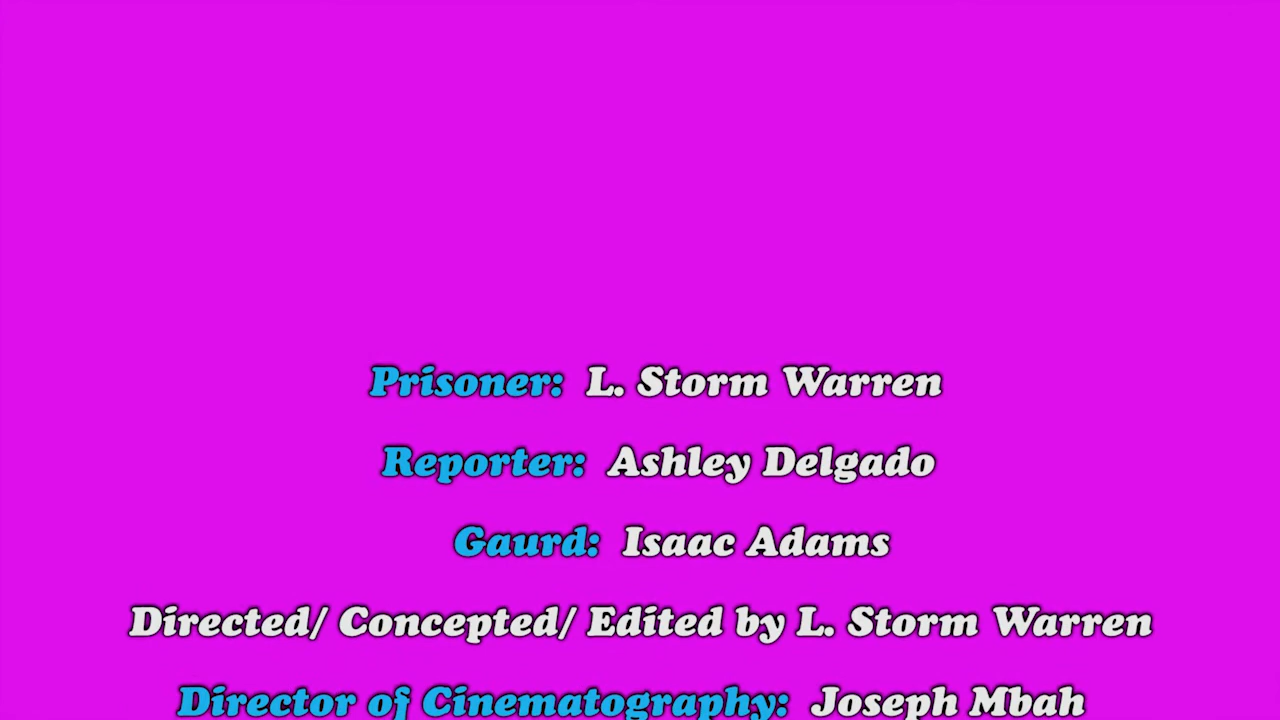 Prisoner: L. Storm Warren
Reporter: Ashley Delgado
Gaurd: Isaac Adams
Directed/ Concepted/ Edited by L. Storm Warren
Director of Cinematography: Joseph Mbah